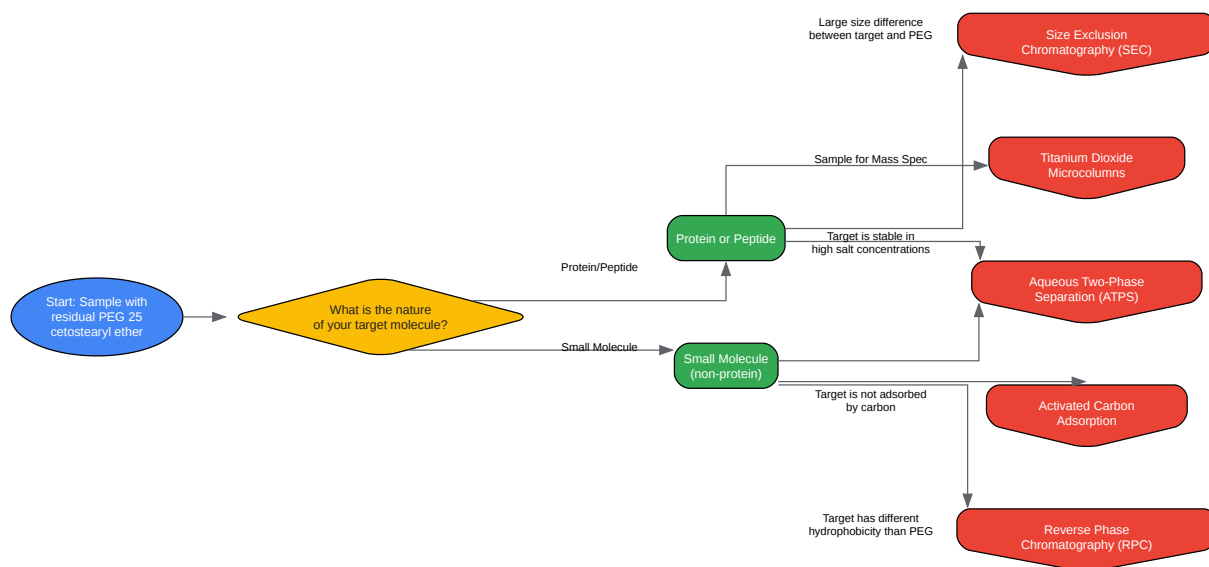 Start: Sample with
residual PEG 25
cetostearyl ether
What is the nature
of your target molecule?
Protein/Peptide
Small Molecule
Protein or Peptide
Small Molecule
(non-protein)
Large size difference
between target and PEG
Size Exclusion
Chromatography (SEC)
Sample for Mass Spec
Titanium Dioxide
Microcolumns
Target is stable in
high salt concentrations
Aqueous Two-Phase
Separation (ATPS)
Target is not adsorbed
by carbon
Activated Carbon
Adsorption
Target has different
hydrophobicity than PEG
Reverse Phase
Chromatography (RPC)